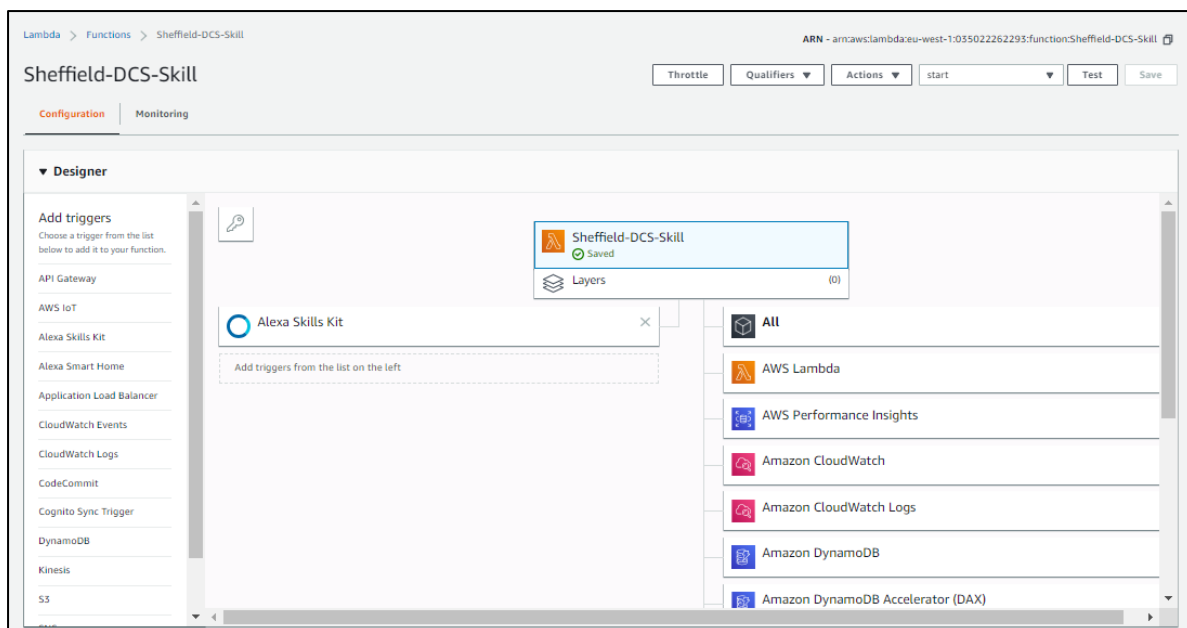 Lambda > Functions > Sheffield-DCS-Skill
ARN - arn:aws:lambda:eu-west-1:035022262293:function:Sheffield-DCS-Skill
Sheffield-DCS-Skill
Throttle Qualifiers ▼ Actions ▼ start ▼ Test Save
Configuration Monitoring
▼ Designer
Add triggers
Choose a trigger from the list
below to add it to your function.
API Gateway
AWS IoT
Alexa Skills Kit
Alexa Smart Home
Application Load Balancer
CloudWatch Events
CloudWatch Logs
CodeCommit
Cognito Sync Trigger
DynamoDB
Kinesis
S3
Sheffield-DCS-Skill
Saved
Layers (0)
Alexa Skills Kit
Add triggers from the list on the left
All
AWS Lambda
AWS Performance Insights
Amazon CloudWatch
Amazon CloudWatch Logs
Amazon DynamoDB
Amazon DynamoDB Accelerator (DAX)